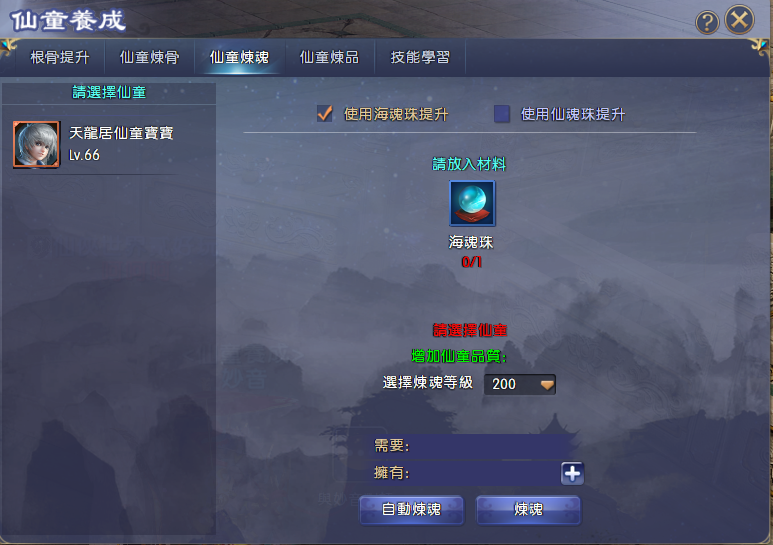 仙童養成
根骨提升 仙童煉骨 仙童煉魂 仙童煉品 技能學習
請選擇仙童
天龍居仙童寶寶
Lv.66
使用海魂珠提升 使用仙魂珠提升
請放入材料
海魂珠
0/1
請選擇仙童
增加仙童品質:
選擇煉魂等級 200
需要:
擁有:
自動煉魂 煉魂